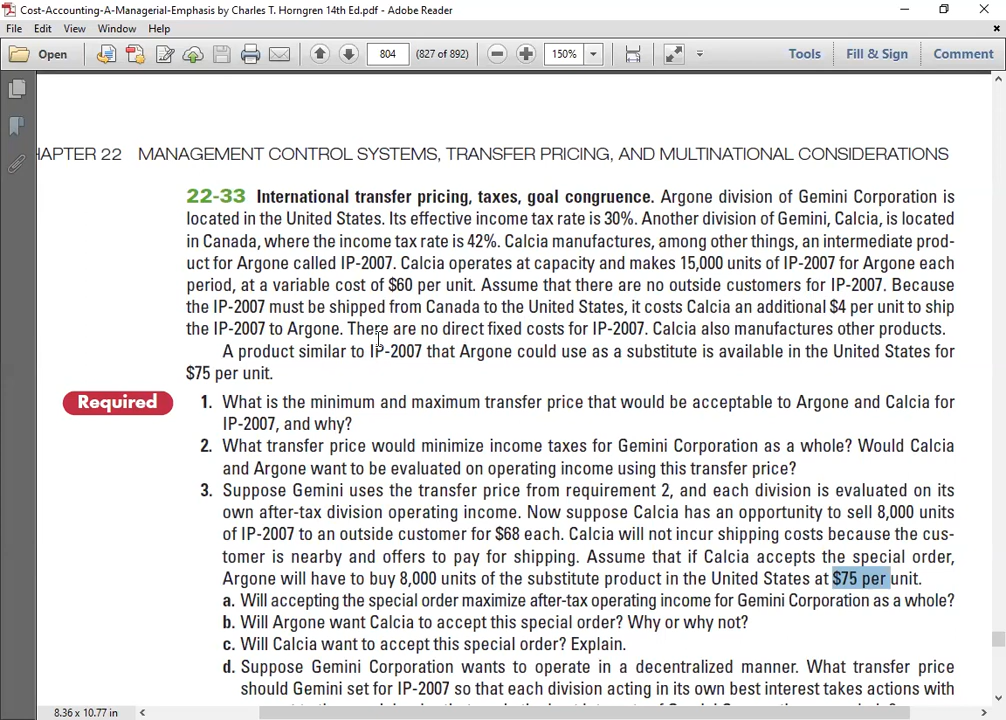 Cost-Accounting-A-Managerial-Emphasis by Charles T. Horngren 14th Ed.pdf - Adobe Reader
File Edit View Window Help
Open 804 (827 of 892) 150% Tools Fill & Sign Comment
HAPTER 22 MANAGEMENT CONTROL SYSTEMS, TRANSFER PRICING, AND MULTINATIONAL CONSIDERATIONS
22-33 International transfer pricing, taxes, goal congruence. Argone division of Gemini Corporation is
located in the United States. Its effective income tax rate is 30%. Another division of Gemini, Calcia, is located
in Canada, where the income tax rate is 42%. Calcia manufactures, among other things, an intermediate prod-
uct for Argone called IP-2007. Calcia operates at capacity and makes 15,000 units of IP-2007 for Argone each
period, at a variable cost of $60 per unit. Assume that there are no outside customers for IP-2007. Because
the IP-2007 must be shipped from Canada to the United States, it costs Calcia an additional $4 per unit to ship
the IP-2007 to Argone. There are no direct fixed costs for IP-2007. Calcia also manufactures other products.
A product similar to IP-2007 that Argone could use as a substitute is available in the United States for
$75 per unit.
Required 1. What is the minimum and maximum transfer price that would be acceptable to Argone and Calcia for
IP-2007, and why?
2. What transfer price would minimize income taxes for Gemini Corporation as a whole? Would Calcia
and Argone want to be evaluated on operating income using this transfer price?
3. Suppose Gemini uses the transfer price from requirement 2, and each division is evaluated on its
own after-tax division operating income. Now suppose Calcia has an opportunity to sell 8,000 units
of IP-2007 to an outside customer for $68 each. Calcia will not incur shipping costs because the cus-
tomer is nearby and offers to pay for shipping. Assume that if Calcia accepts the special order,
Argone will have to buy 8,000 units of the substitute product in the United States at $75 per unit.
a. Will accepting the special order maximize after-tax operating income for Gemini Corporation as a whole?
b. Will Argone want Calcia to accept this special order? Why or why not?
c. Will Calcia want to accept this special order? Explain.
d. Suppose Gemini Corporation wants to operate in a decentralized manner. What transfer price
should Gemini set for IP-2007 so that each division acting in its own best interest takes actions with
8.36 x 10.77 in